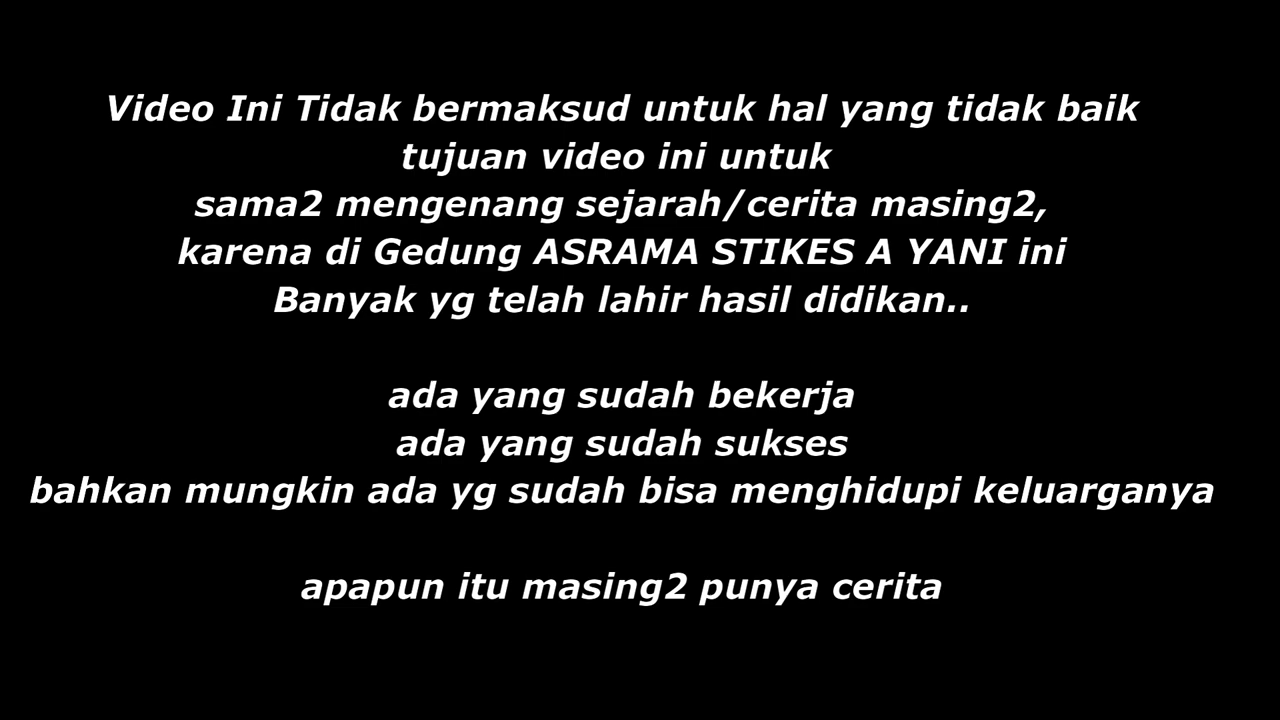 Video Ini Tidak bermaksud untuk hal yang tidak baik
tujuan video ini untuk
sama2 mengenang sejarah/cerita masing2,
karena di Gedung ASRAMA STIKES A YANI ini
Banyak yg telah lahir hasil didikan..
ada yang sudah bekerja
ada yang sudah sukses
bahkan mungkin ada yg sudah bisa menghidupi keluarganya
apapun itu masing2 punya cerita